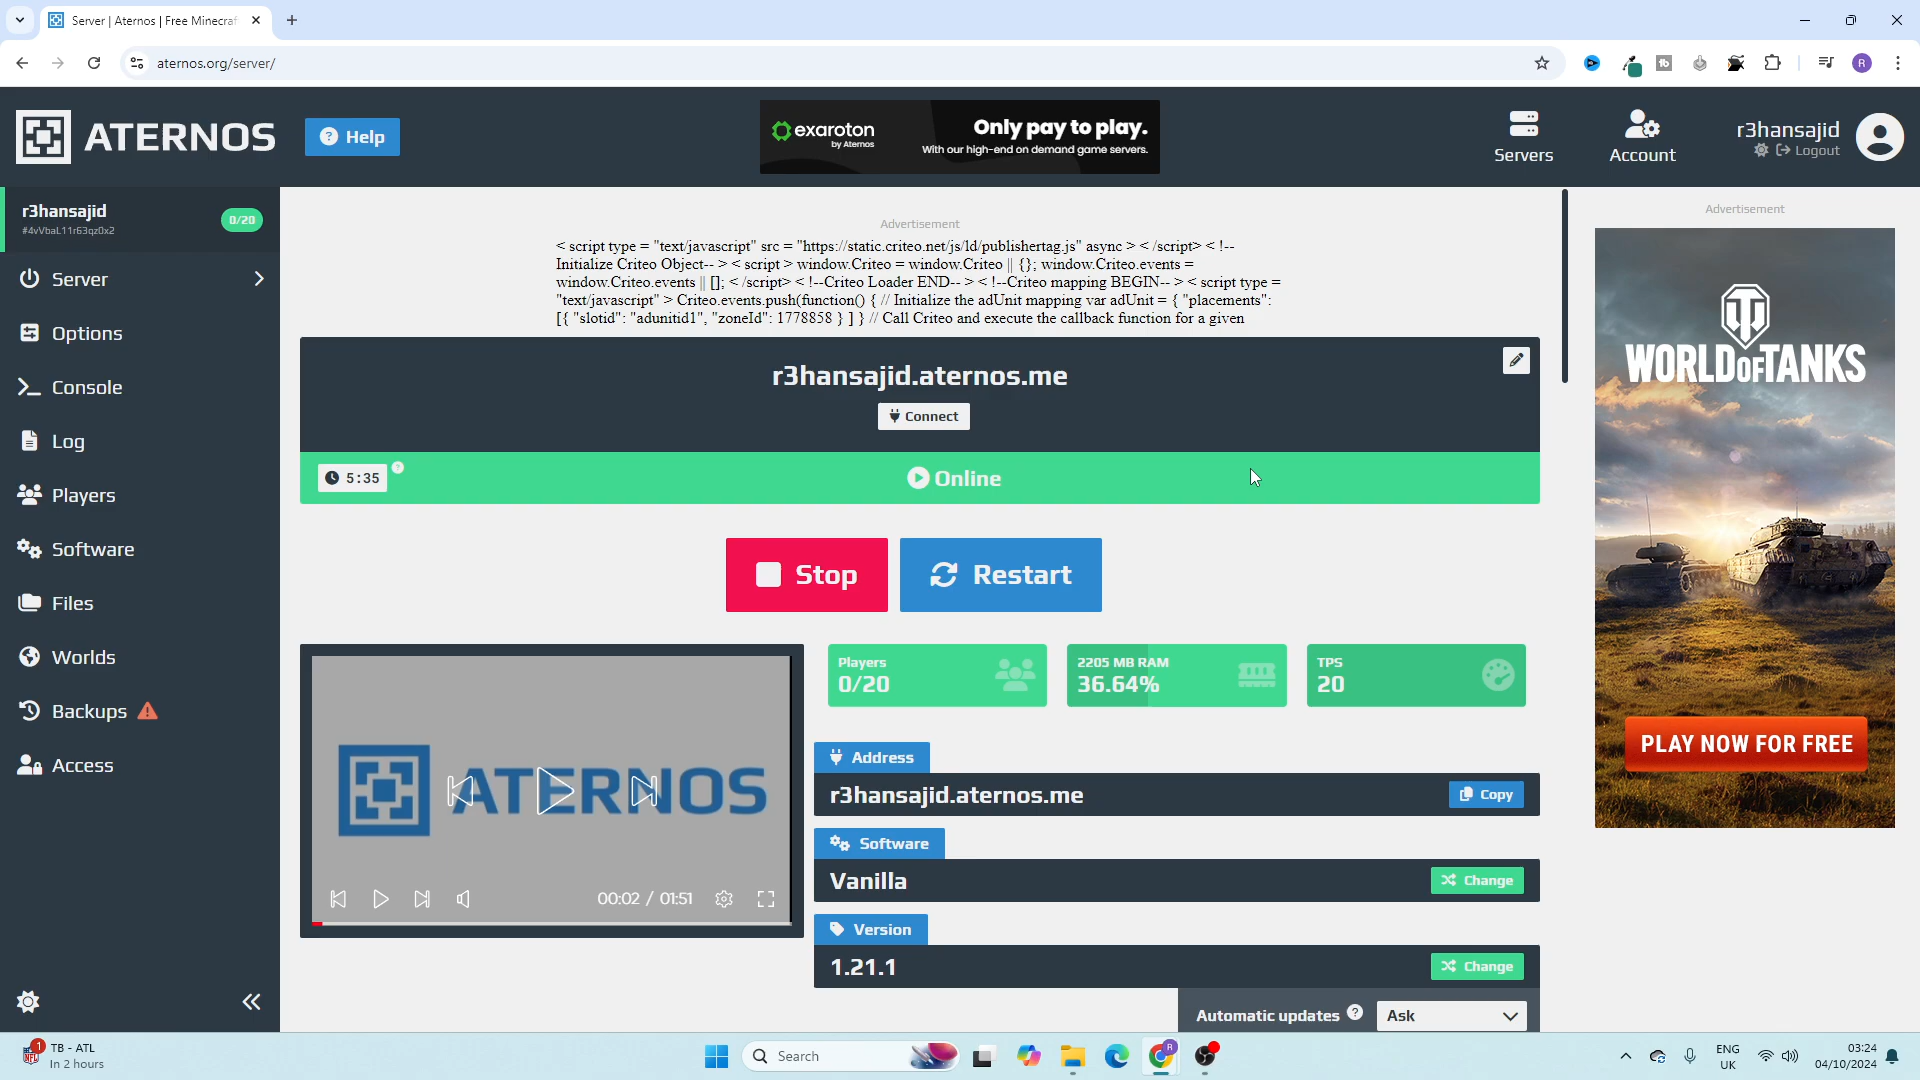 Server | Aternos | Free Minecraf
aternos.org/server/
R
ATERNOS
? Help
exaroton
by Aternos
Only pay to play.
With our high-end on demand game servers.
Servers
Account
r3hansajid
Logout
r3hansajid
#4vVbaL11r63qz0x2
0/20
Server
Options
Console
Log
Players
Software
Files
Worlds
Backups
Access
Advertisement
< script type = "text/javascript" src = "https://static.criteo.net/js/ld/publishertag.js" async > < /script> < !--
Initialize Criteo Object-- > < script > window.Criteo = window.Criteo || {}; window.Criteo.events =
window.Criteo.events || []; < /script> < !--Criteo Loader END-- > < !--Criteo mapping BEGIN-- > < script type =
"text/javascript" > Criteo.events.push(function() { // Initialize the adUnit mapping var adUnit = { "placements":
[{ "slotid": "adunitid1", "zoneId": 1778858 } ] } // Call Criteo and execute the callback function for a given
r3hansajid.aternos.me
Connect
5:35
?
Online
Stop
Restart
ATERNOS
00:02 / 01:51
Players
0/20
2205 MB RAM
36.64%
TPS
20
Address
r3hansajid.aternos.me
Copy
Software
Vanilla
Change
Version
1.21.1
Change
Automatic updates ?
Ask
Advertisement
WORLD OF TANKS
PLAY NOW FOR FREE
1
NFL
TB - ATL
In 2 hours
Search
R
ENG
UK
03:24
04/10/2024